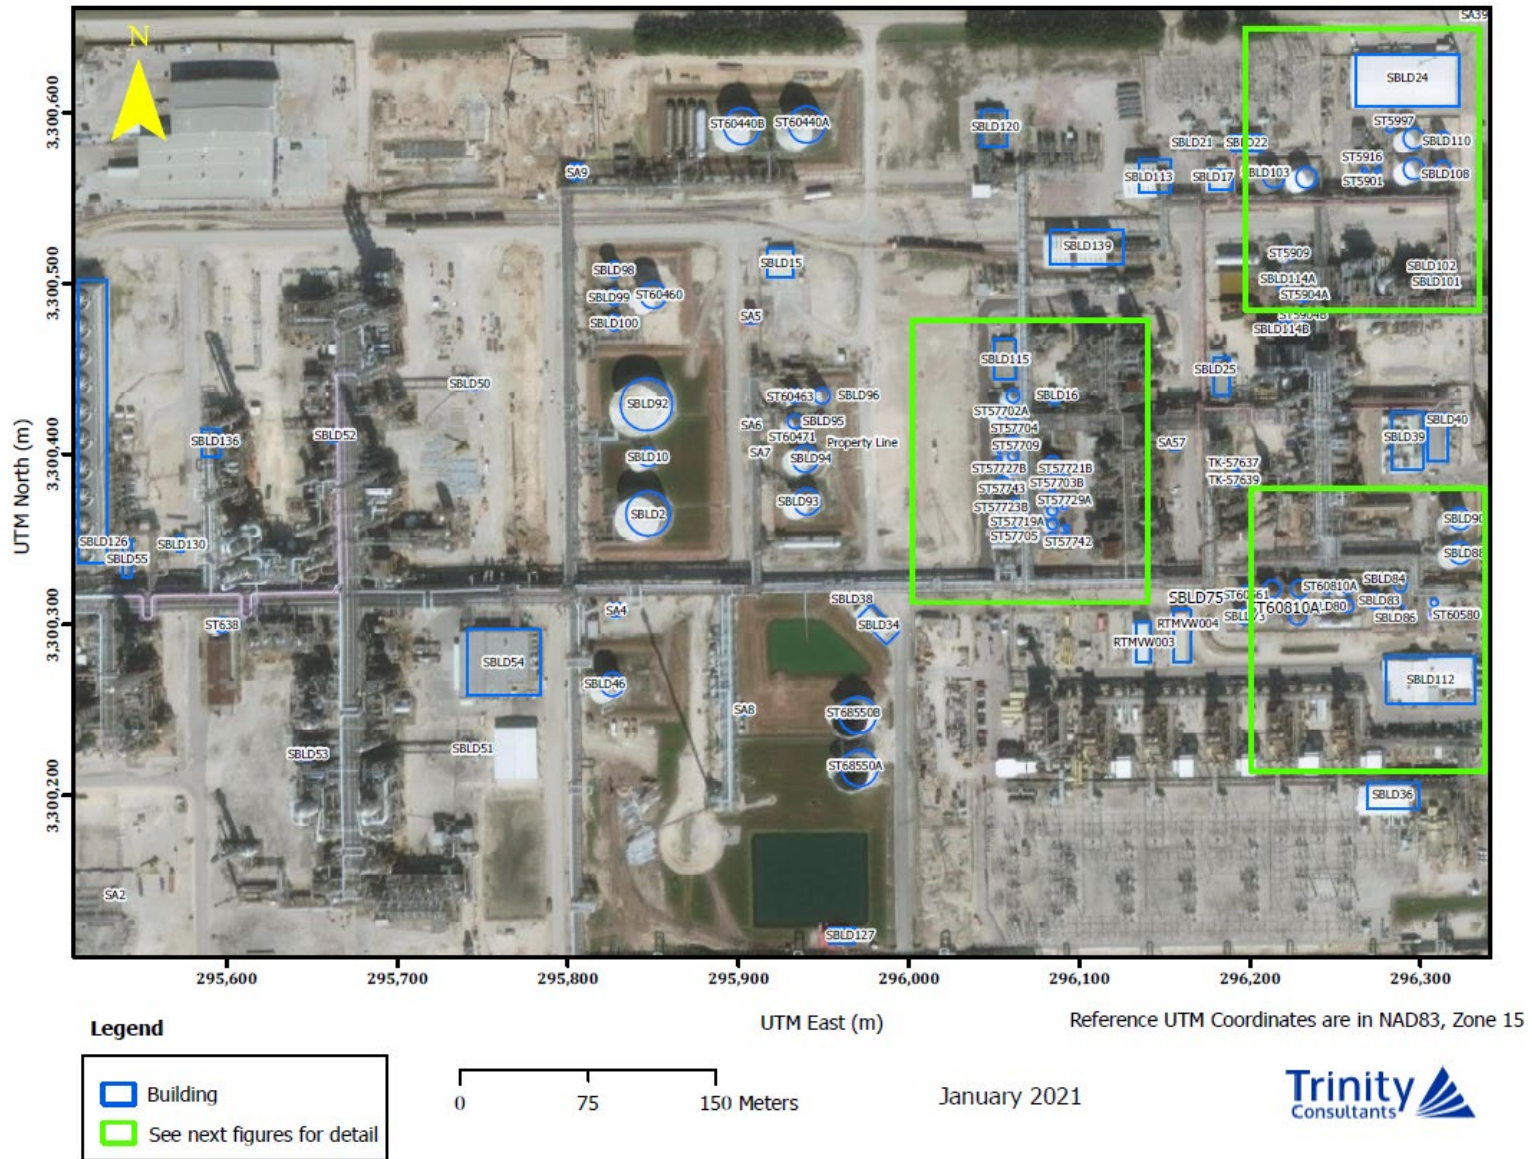 N
SA39
SBLD24
3,300,600
ST60440B
ST60440A
SBLD120
ST5997
SBLD21
SBLD22
SBLD110
ST5916
SA9
SBLD113
SBLD17
SBLD103
SBLD108
ST5901
SBLD139
ST5909
SBLD15
SBLD98
SBLD102
3,300,500
SBLD114A
SBLD101
SBLD99
ST60460
ST5904A
SBLD100
SA5
ST5904B
SBLD114B
SBLD115
SBLD25
SBLD50
ST60463
SBLD96
SBLD16
SBLD92
ST57702A
SBLD95
SBLD40
SA6
ST57704
SBLD136
SBLD52
ST60471
Property Line
SA57
SBLD39
3,300,400
ST57709
SA7
SBLD10
SBLD94
TK-57637
ST57727B
ST57721B
TK-57639
ST57703B
ST57743
ST57729A
SBLD93
ST57723B
SBLD2
ST57719A
SBLD90
ST57705
ST57742
SBLD126
SBLD130
SBLD88
SBLD55
UTM North (m)
ST60810A
SBLD84
SBLD75
SBLD38
SBLD83
3,300,300
SA4
ST60810A
SBLD86
ST60580
ST638
SBLD34
RTMVW004
RTMVW003
SBLD54
SBLD46
SBLD112
SA8
ST68550B
SBLD53
SBLD51
ST68550A
3,300,200
SBLD36
SA2
SBLD127
295,600 295,700 295,800 295,900 296,000 296,100 296,200 296,300
UTM East (m)
Reference UTM Coordinates are in NAD83, Zone 15
Legend
Building
See next figures for detail
0 75 150 Meters
January 2021
Trinity
Consultants